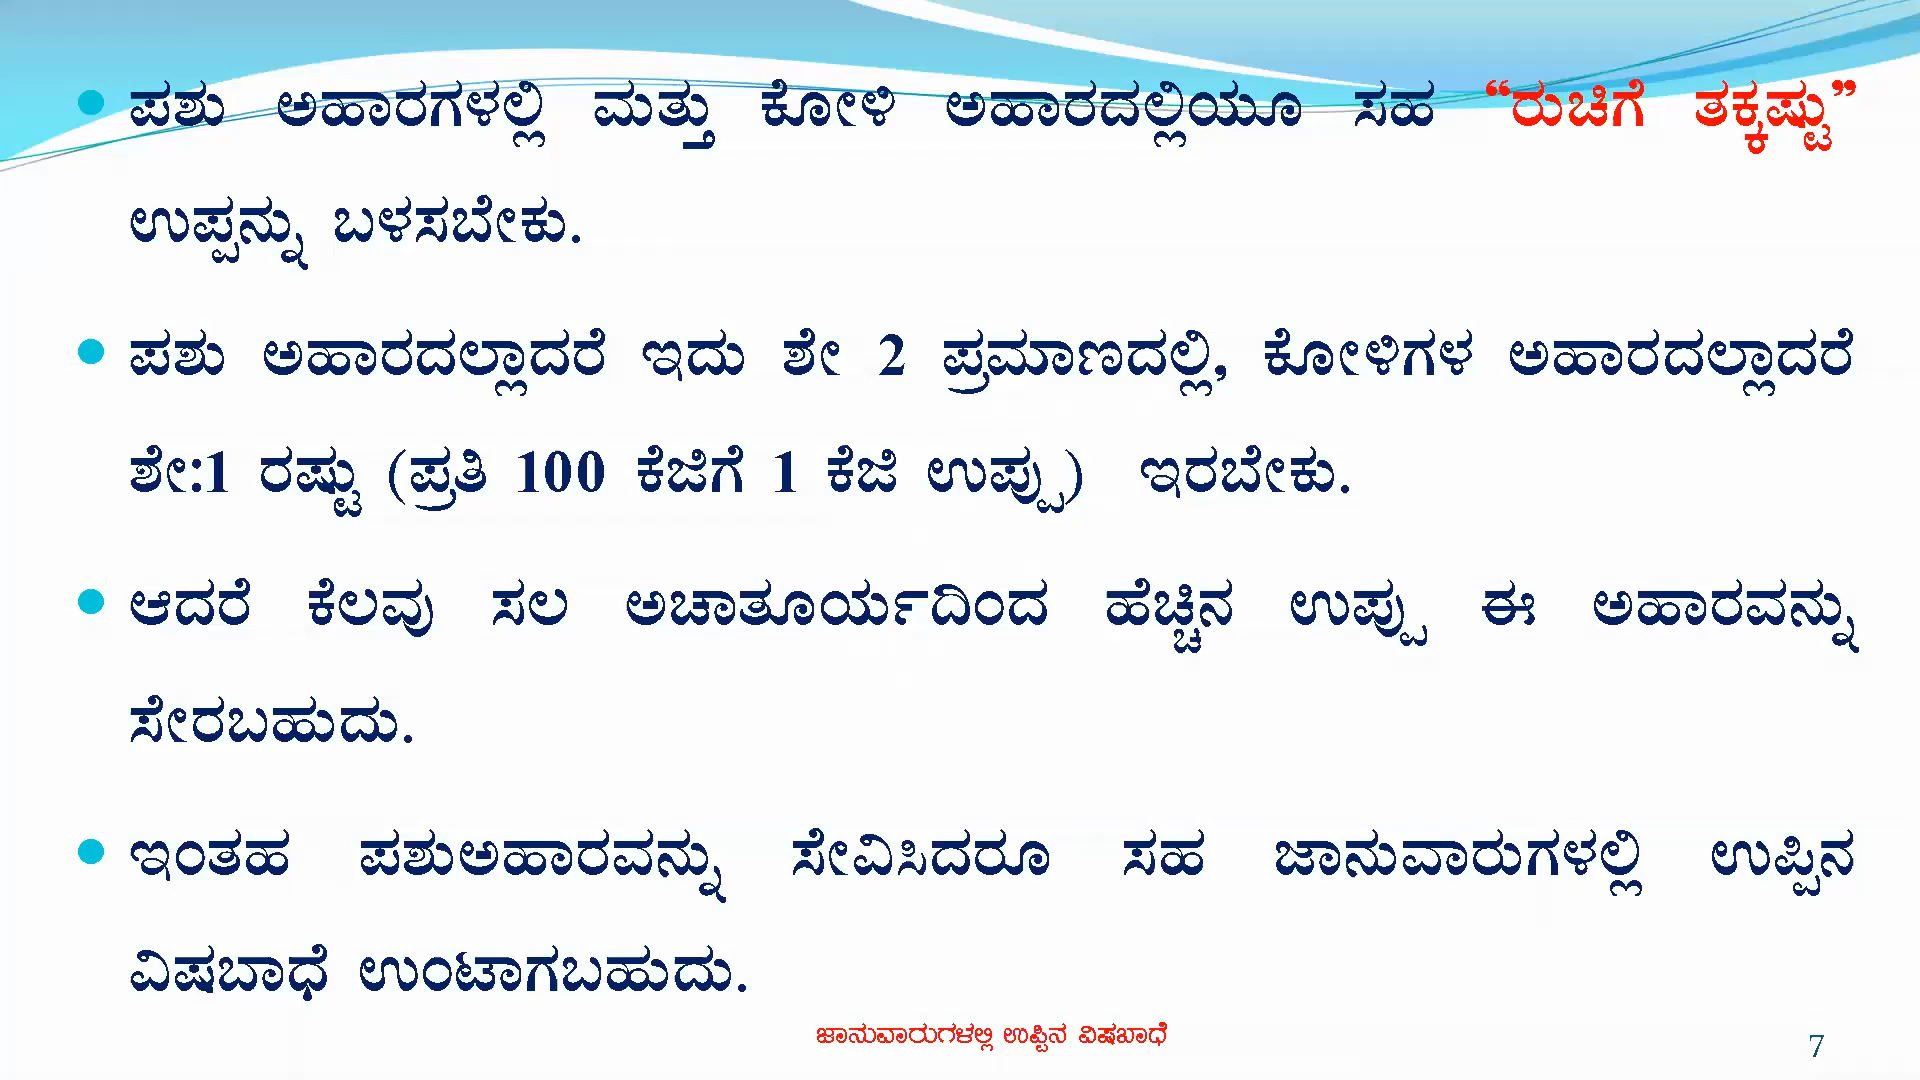 • ಪಶು ಅಹಾರಗಳಲ್ಲಿ ಮತ್ತು ಕೋಳಿ ಅಹಾರದಲ್ಲಿಯೂ ಸಹ “ರುಚಿಗೆ ತಕ್ಕಷ್ಟು”
ಉಪ್ಪನ್ನು ಬಳಸಬೇಕು.
• ಪಶು ಅಹಾರದಲ್ಲಾದರೆ ಇದು ಶೇ 2 ಪ್ರಮಾಣದಲ್ಲಿ, ಕೋಳಿಗಳ ಅಹಾರದಲ್ಲಾದರೆ
ಶೇ:1 ರಷ್ಟು (ಪ್ರತಿ 100 ಕೆಜಿಗೆ 1 ಕೆಜಿ ಉಪ್ಪು) ಇರಬೇಕು.
• ಆದರೆ ಕೆಲವು ಸಲ ಅಚಾತೂರ್ಯದಿಂದ ಹೆಚ್ಚಿನ ಉಪ್ಪು ಈ ಅಹಾರವನ್ನು
ಸೇರಬಹುದು.
• ಇಂತಹ ಪಶುಅಹಾರವನ್ನು ಸೇವಿಸಿದರೂ ಸಹ ಜಾನುವಾರುಗಳಲ್ಲಿ ಉಪ್ಪಿನ
ವಿಷಬಾಧೆ ಉಂಟಾಗಬಹುದು.
ಜಾನುವಾರುಗಳಲ್ಲಿ ಉಪ್ಪಿನ ವಿಷಬಾಧೆ
7